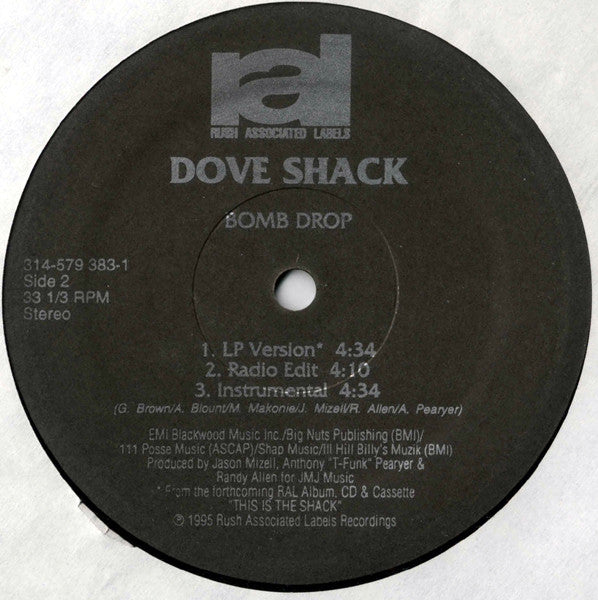 ral
RUSH ASSOCIATED LABELS
DOVE SHACK
BOMB DROP
314-579 383-1
Side 2
33 1/3 RPM
Stereo
1. LP Version* 4:34
2. Radio Edit 4:10
3. Instrumental 4:34
(G. Brown/A. Blount/M. Makonie/J. Mizell/R. Allen/A. Pearyer)
EMI Blackwood Music Inc./Big Nuts Publishing (BMI)/
111 Posse Music (ASCAP)/Shap Music/Ill Hill Billy's Muzik (BMI)
Produced by Jason Mizell, Anthony "T-Funk" Pearyer &
Randy Allen for JMJ Music
* From the forthcoming RAL Album, CD & Cassette
"THIS IS THE SHACK"
℗ 1995 Rush Associated Labels Recordings